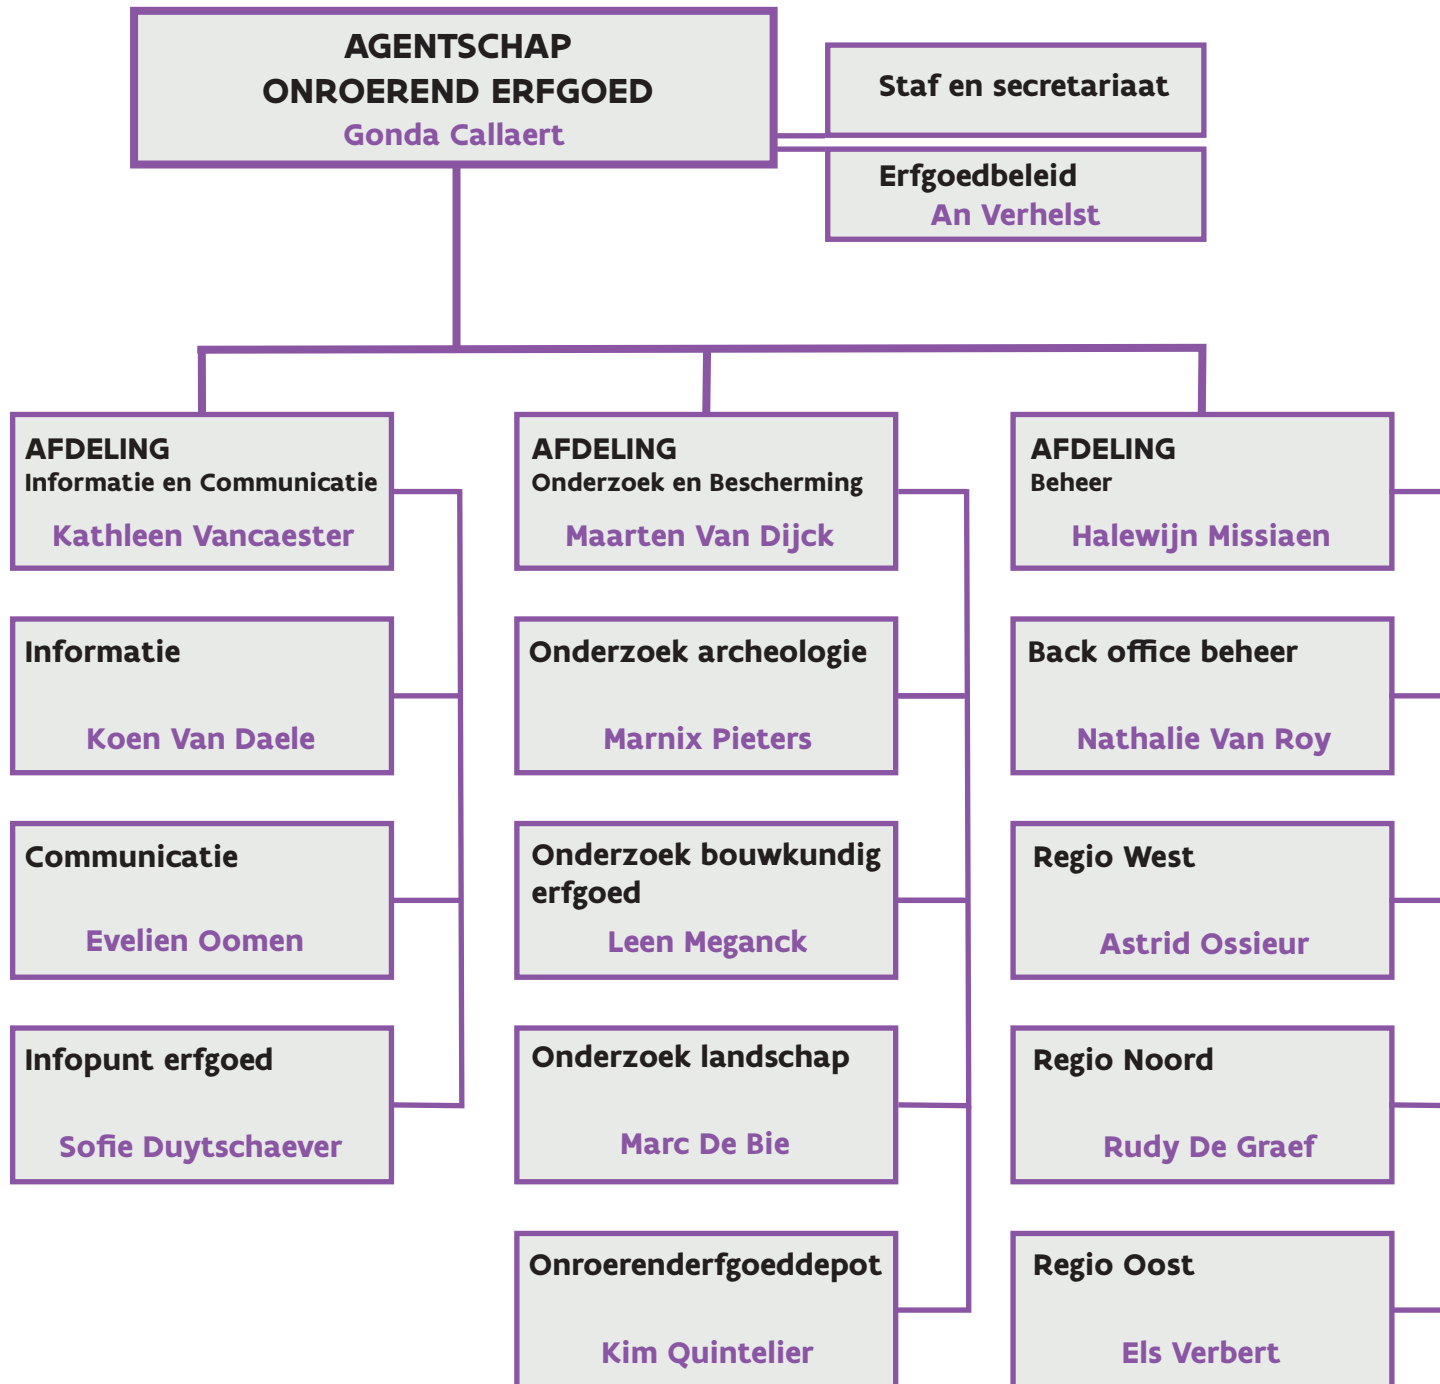 AGENTSCHAP
ONROEREND ERFGOED
Gonda Callaert
Staf en secretariaat
Erfgoedbeleid
An Verhelst
AFDELING
Informatie en Communicatie
Kathleen Vancaester
Informatie
Koen Van Daele
Communicatie
Evelien Oomen
Infopunt erfgoed
Sofie Duytschaever
AFDELING
Onderzoek en Bescherming
Maarten Van Dijck
Onderzoek archeologie
Marnix Pieters
Onderzoek bouwkundig
erfgoed
Leen Meganck
Onderzoek landschap
Marc De Bie
Onroerenderfgoeddepot
Kim Quintelier
AFDELING
Beheer
Halewijn Missiaen
Back office beheer
Nathalie Van Roy
Regio West
Astrid Ossieur
Regio Noord
Rudy De Graef
Regio Oost
Els Verbert